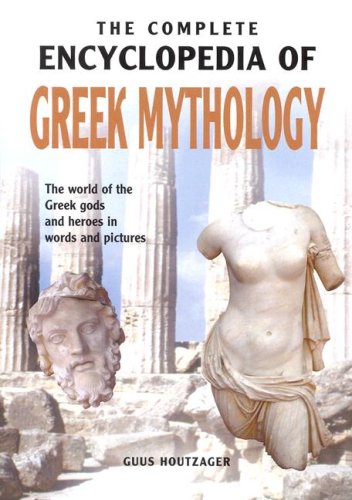 THE COMPLETE
ENCYCLOPEDIA OF
GREEK MYTHOLOGY
The world of the
Greek gods
and heroes in
words and pictures
GUUS HOUTZAGER